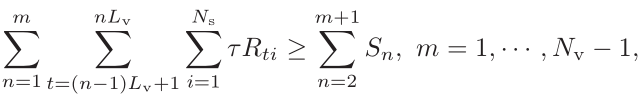 \sum_{n=1}^{m} \sum_{t=(n-1)L_{\mathrm{v}}+1}^{nL_{\mathrm{v}}} \sum_{i=1}^{N_{\mathrm{s}}} \tau R_{ti} \geq \sum_{n=2}^{m+1} S_n, \ m = 1, \cdots, N_{\mathrm{v}} - 1,